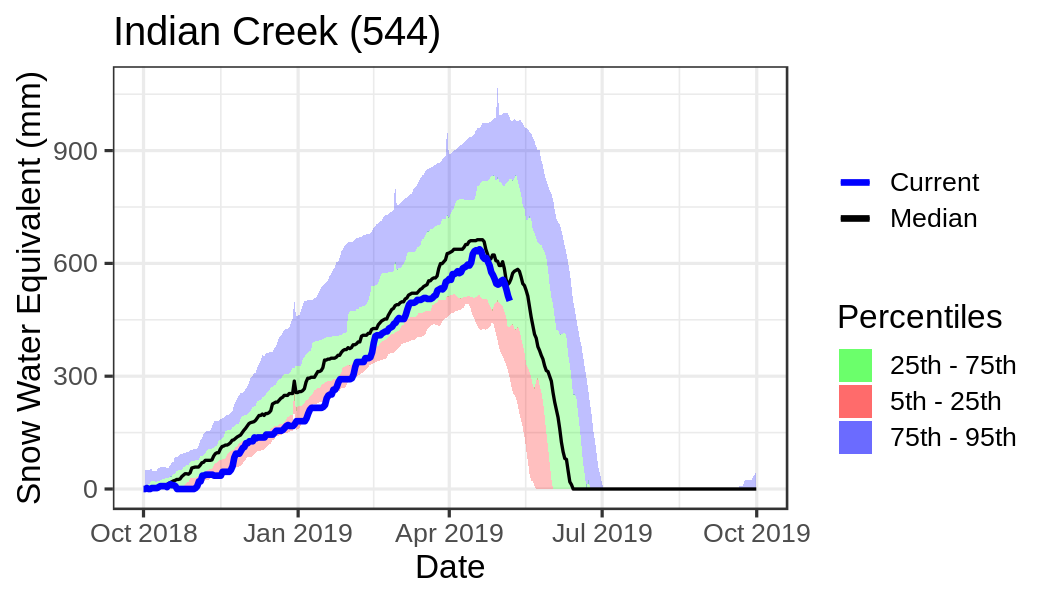 Indian Creek (544)
Snow Water Equivalent (mm)
900
600
300
0
Oct 2018
Jan 2019
Apr 2019
Jul 2019
Oct 2019
Date
Current
Median
Percentiles
25th - 75th
5th - 25th
75th - 95th